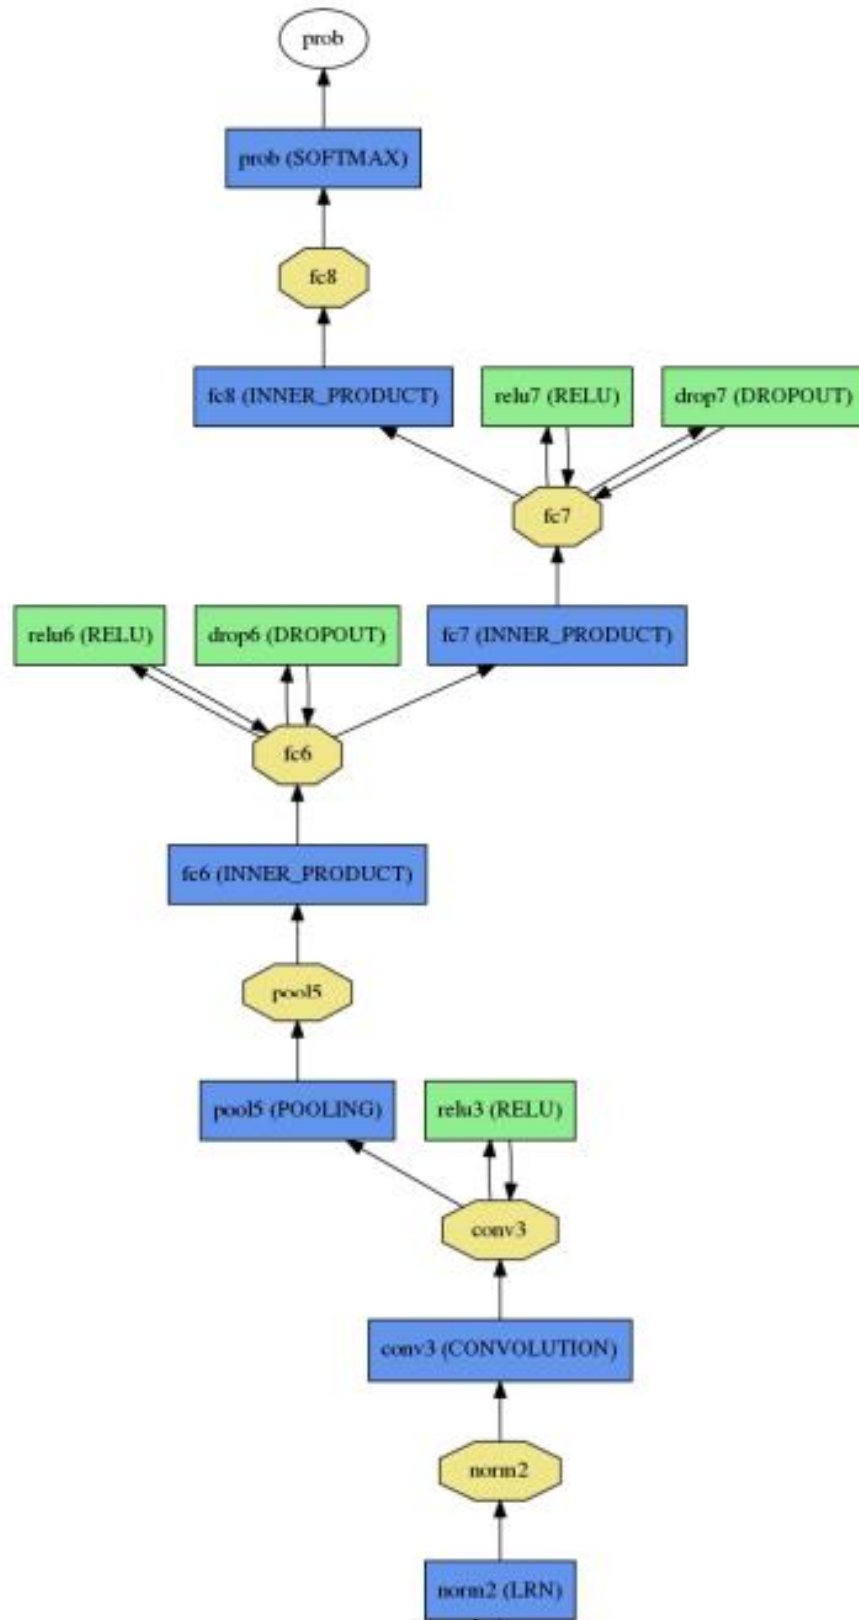 prob
prob (SOFTMAX)
fc8
fc8 (INNER_PRODUCT)
relu7 (RELU)
drop7 (DROPOUT)
fc7
relu6 (RELU)
drop6 (DROPOUT)
fc7 (INNER_PRODUCT)
fc6
fc6 (INNER_PRODUCT)
pool5
pool5 (POOLING)
relu3 (RELU)
conv3
conv3 (CONVOLUTION)
norm2
norm2 (LRN)